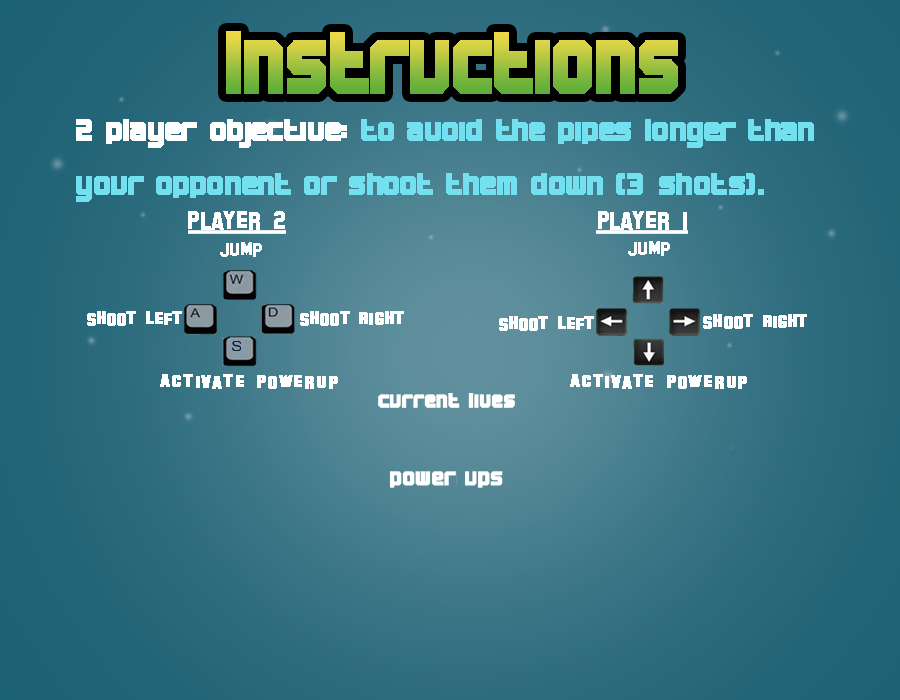 Instructions
2 player objective: to avoid the pipes longer than
your opponent or shoot them down (3 shots).
PLAYER 2
JUMP
W
SHOOT LEFT A D SHOOT RIGHT
S
ACTIVATE POWERUP
PLAYER 1
JUMP
↑
SHOOT LEFT ← → SHOOT RIGHT
↓
ACTIVATE POWERUP
current lives
power ups